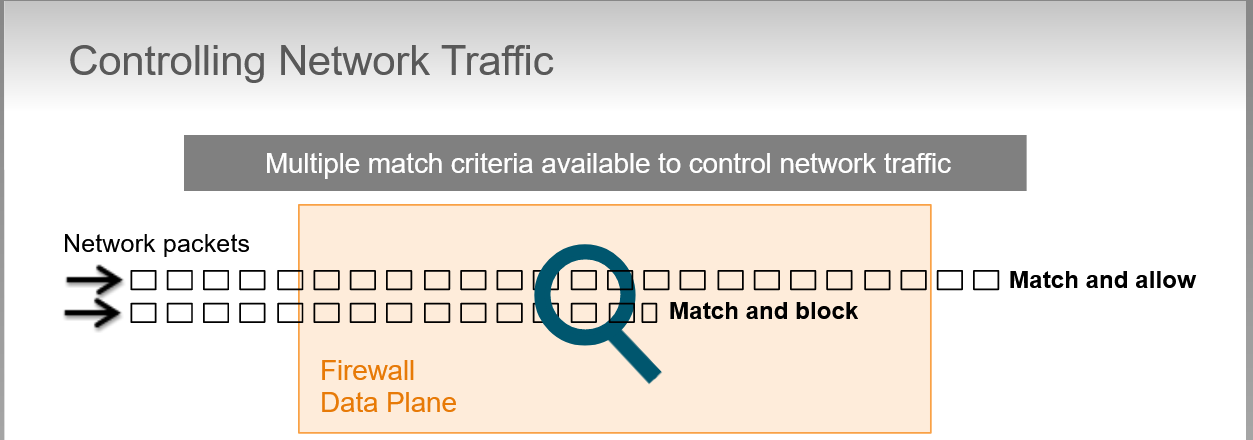 Controlling Network Traffic
Multiple match criteria available to control network traffic
Network packets
Match and allow
Match and block
Firewall
Data Plane